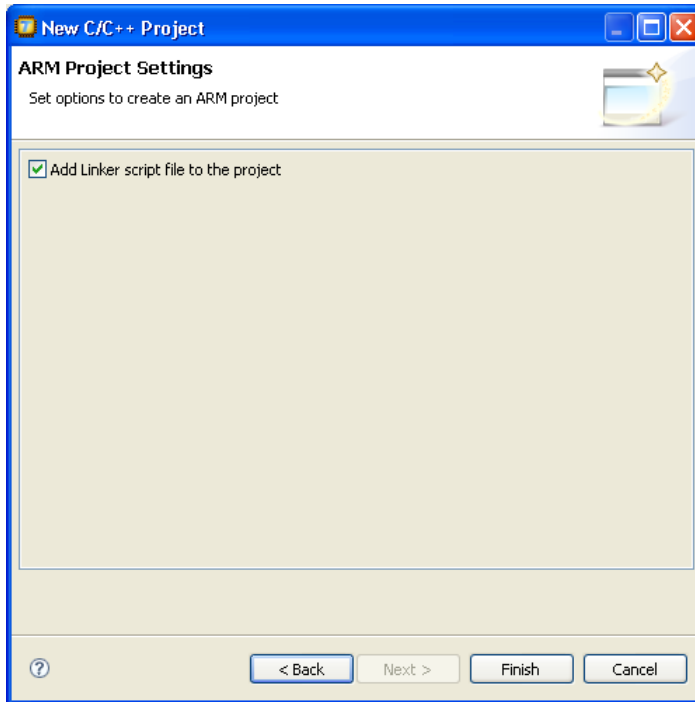 New C/C++ Project
ARM Project Settings
Set options to create an ARM project
Add Linker script file to the project
?
< Back
Next >
Finish
Cancel